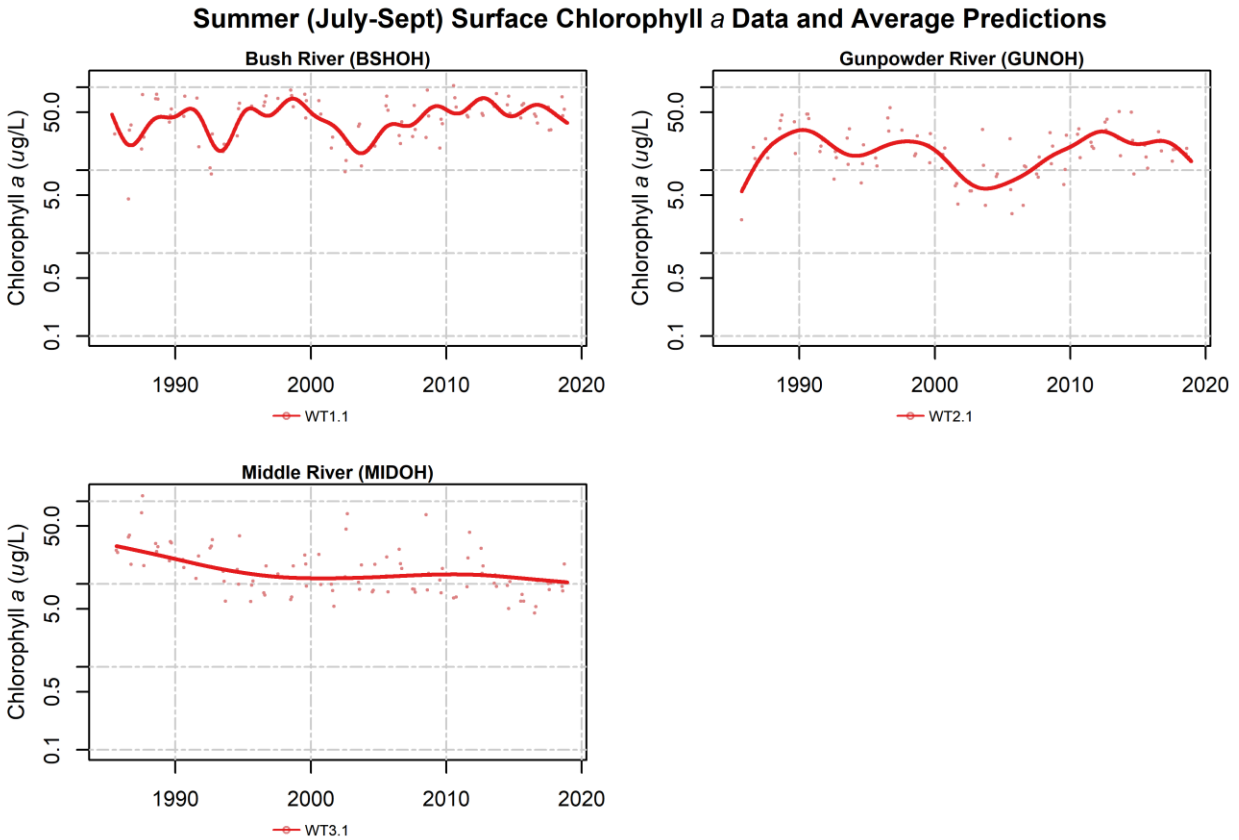 Summer (July-Sept) Surface Chlorophyll a Data and Average Predictions
Bush River (BSHOH)
Chlorophyll a (ug/L)
50.0
5.0
0.5
0.1
1990 2000 2010 2020
WT1.1
Gunpowder River (GUNOH)
Chlorophyll a (ug/L)
50.0
5.0
0.5
0.1
1990 2000 2010 2020
WT2.1
Middle River (MIDOH)
Chlorophyll a (ug/L)
50.0
5.0
0.5
0.1
1990 2000 2010 2020
WT3.1